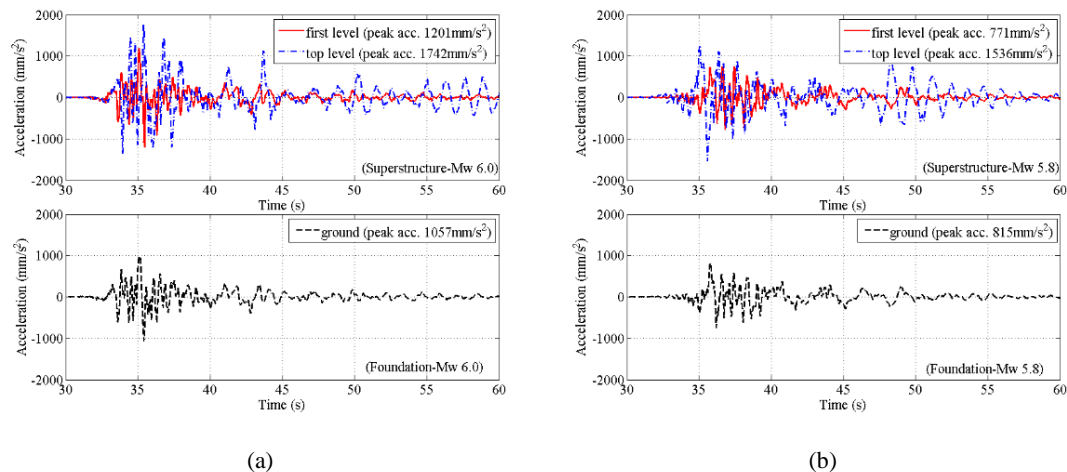 2000
1000
0
-1000
-2000
Acceleration (mm/s²)
first level (peak acc. 1201mm/s²)
top level (peak acc. 1742mm/s²)
(Superstructure-Mw 6.0)
30 35 40 45 50 55 60
Time (s)
2000
1000
0
-1000
-2000
Acceleration (mm/s²)
ground (peak acc. 1057mm/s²)
(Foundation-Mw 6.0)
30 35 40 45 50 55 60
Time (s)
(a)
2000
1000
0
-1000
-2000
Acceleration (mm/s²)
first level (peak acc. 771mm/s²)
top level (peak acc. 1536mm/s²)
(Superstructure-Mw 5.8)
30 35 40 45 50 55 60
Time (s)
2000
1000
0
-1000
-2000
Acceleration (mm/s²)
ground (peak acc. 815mm/s²)
(Foundation-Mw 5.8)
30 35 40 45 50 55 60
Time (s)
(b)